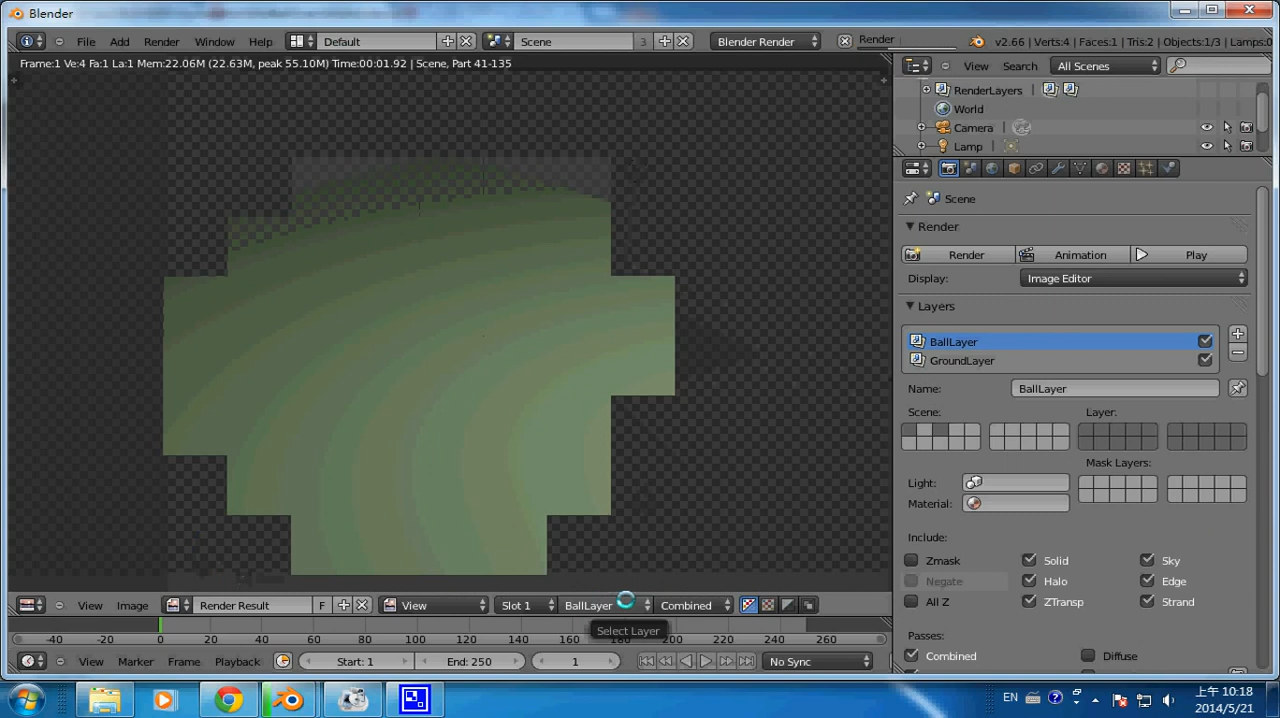 Blender
File Add Render Window Help Default Scene 3 Blender Render Render v2.66 | Verts:4 | Faces:1 | Tris:2 | Objects:1/3 | Lamps:0
Frame:1 Ve:4 Fa:1 La:1 Mem:22.06M (22.63M, peak 55.10M) Time:00:01.92 | Scene, Part 41-135
View Search All Scenes
RenderLayers
World
Camera
Lamp
Scene
Render
Render Animation Play
Display: Image Editor
Layers
BallLayer
GroundLayer
Name: BallLayer
Scene: Layer:
Mask Layers:
Light:
Material:
Include:
Zmask Solid Sky
Negate Halo Edge
All Z ZTransp Strand
Passes:
Combined Diffuse
View Image Render Result F View Slot 1 BallLayer Combined
Select Layer
-40 -20 0 20 40 60 80 100 120 140 160 180 200 220 240 260
View Marker Frame Playback Start: 1 End: 250 1 No Sync
EN 上午 10:18
2014/5/21